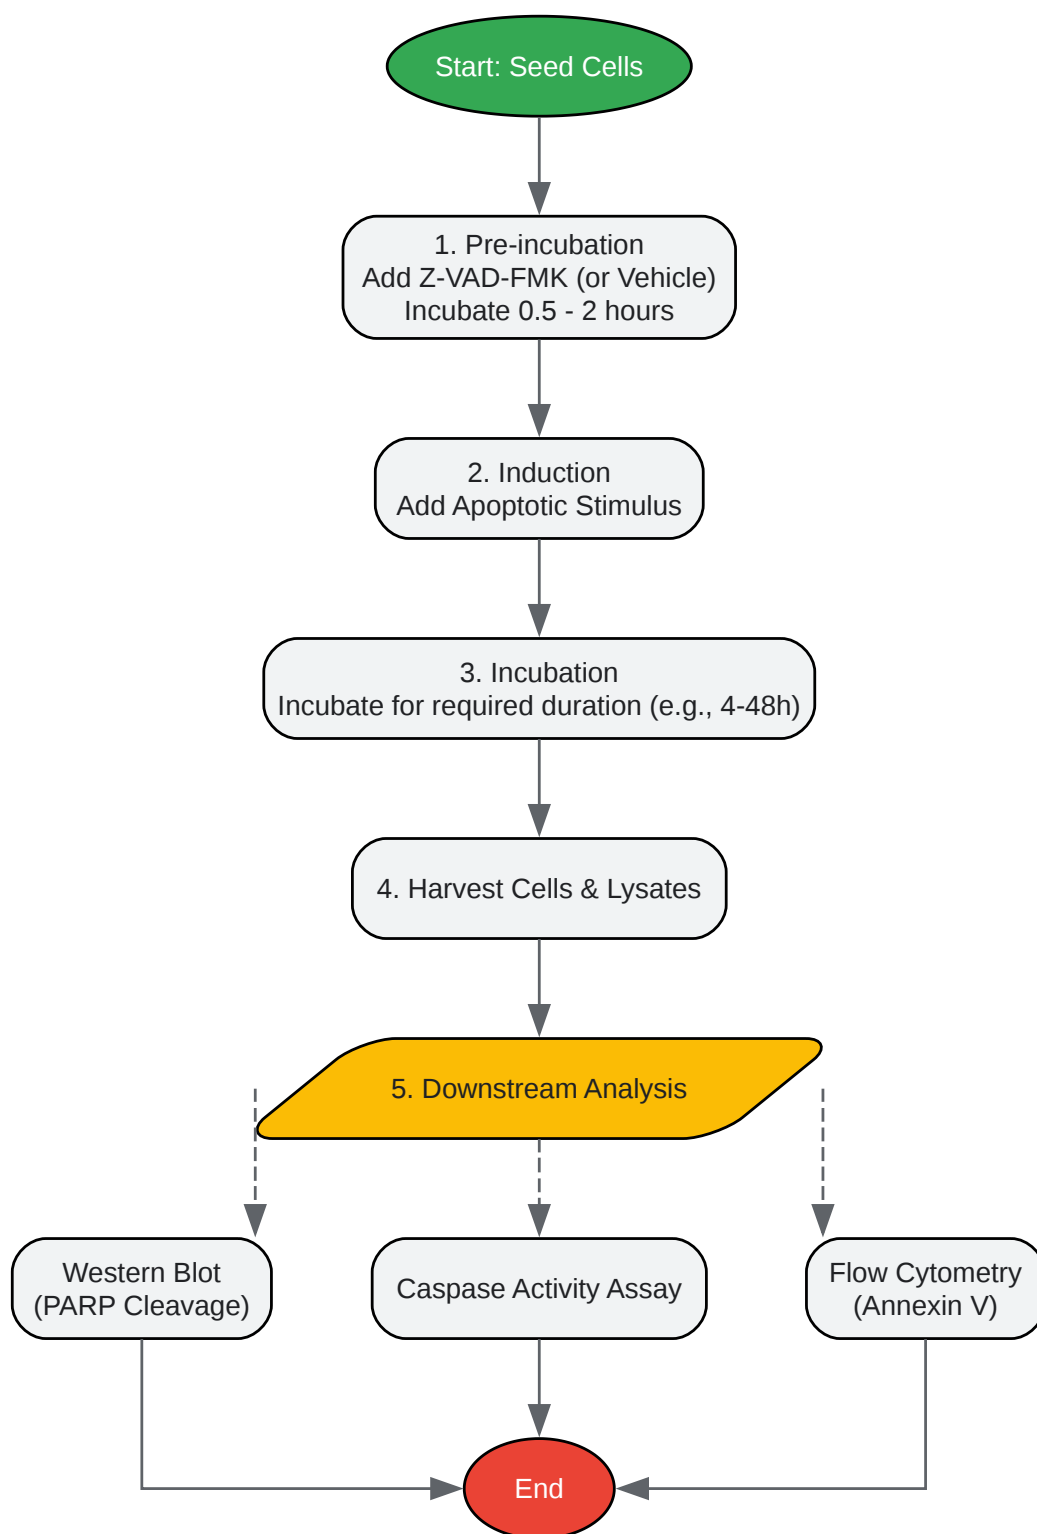 Start: Seed Cells
1. Pre-incubation
Add Z-VAD-FMK (or Vehicle)
Incubate 0.5 - 2 hours
2. Induction
Add Apoptotic Stimulus
3. Incubation
Incubate for required duration (e.g., 4-48h)
4. Harvest Cells & Lysates
5. Downstream Analysis
Western Blot
(PARP Cleavage)
Caspase Activity Assay
Flow Cytometry
(Annexin V)
End